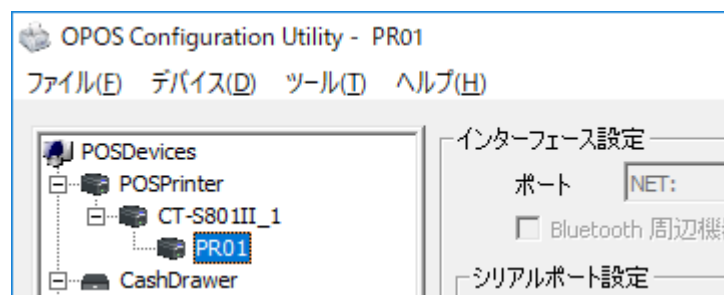 OPOS Configuration Utility - PR01
ファイル(F) デバイス(D) ツール(T) ヘルプ(H)
POSDevices
POSPrinter
CT-S801II_1
PR01
CashDrawer
インターフェース設定
ポート NET:
Bluetooth 周辺機
シリアルポート設定